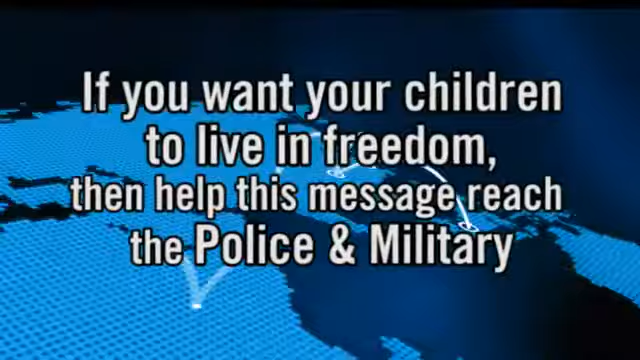 If you want your children
to live in freedom,
then help this message reach
the Police & Military